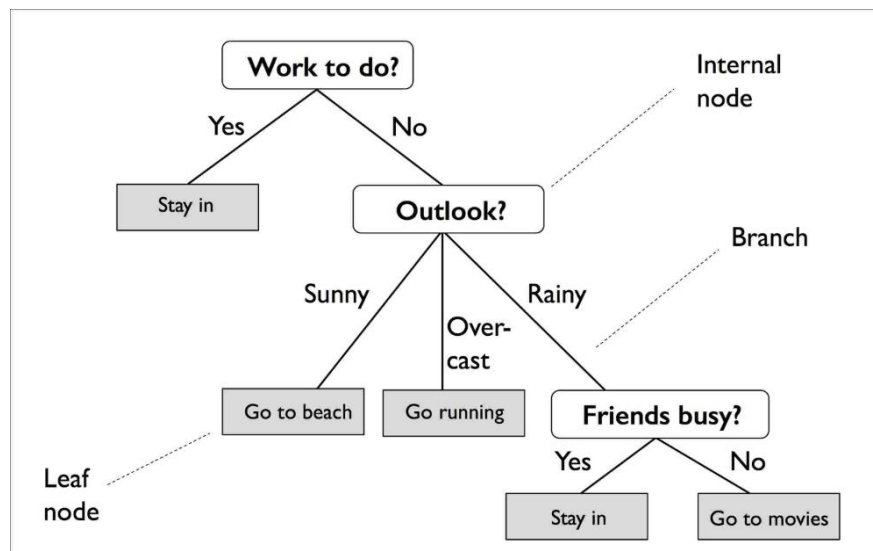 Work to do?
Internal
node
Yes
No
Stay in
Outlook?
Branch
Sunny
Over-
cast
Rainy
Go to beach
Go running
Friends busy?
Leaf
node
Yes
No
Stay in
Go to movies